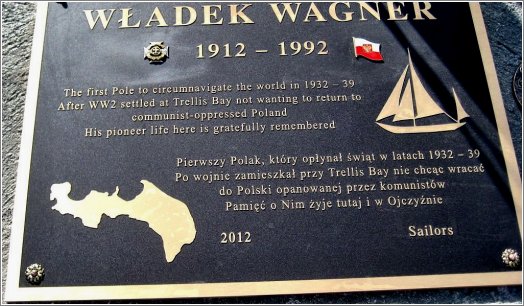 WŁADEK WAGNER
1912 – 1992
The first Pole to circumnavigate the world in 1932 – 39
After WW2 settled at Trellis Bay not wanting to return to
communist-oppressed Poland
His pioneer life here is gratefully remembered
Pierwszy Polak, który opłynął świat w latach 1932 – 39
Po wojnie zamieszkał przy Trellis Bay nie chcąc wracać
do Polski opanowanej przez komunistów
Pamięć o Nim żyje tutaj i w Ojczyźnie
2012
Sailors